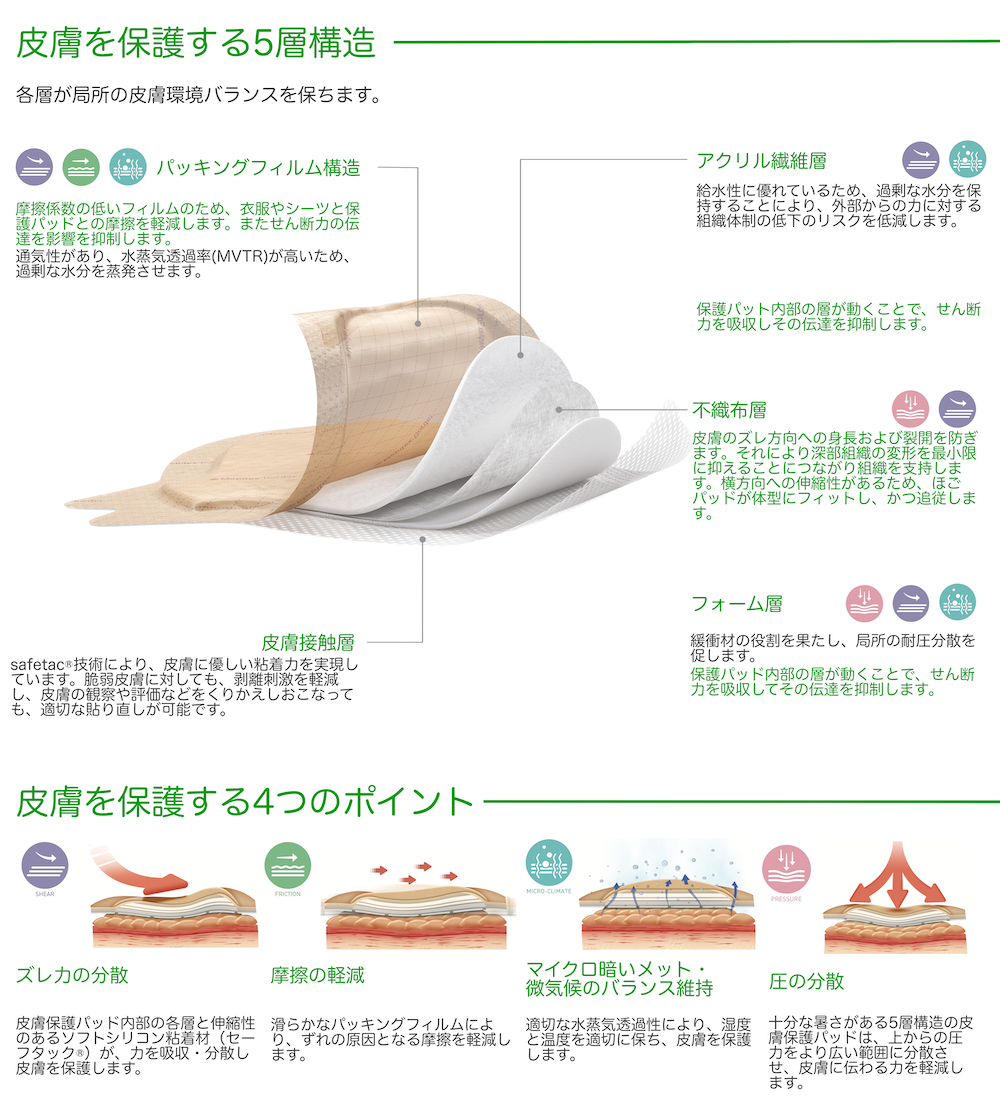 皮膚を保護する5層構造
各層が局所の皮膚環境バランスを保ちます。
パッキングフィルム構造
摩擦係数の低いフィルムのため、衣服やシーツと保
護パッドとの摩擦を軽減します。またせん断力の伝
達を影響を抑制します。
通気性があり、水蒸気透過率(MVTR)が高いため、
過剰な水分を蒸発させます。
アクリル繊維層
給水性に優れているため、過剰な水分を保
持することにより、外部からの力に対する
組織体制の低下のリスクを低減します。
保護パット内部の層が動くことで、せん断
力を吸収しその伝達を抑制します。
不織布層
皮膚のズレ方向への身長および裂開を防ぎ
ます。それにより深部組織の変形を最小限
に抑えることにつながり組織を支持しま
す。横方向への伸縮性があるため、ほご
パッドが体型にフィットし、かつ追従しま
す。
フォーム層
緩衝材の役割を果たし、局所の耐圧分散を
促します。
保護パッド内部の層が動くことで、せん断
力を吸収してその伝達を抑制します。
皮膚接触層
safetac®技術により、皮膚に優しい粘着力を実現し
ています。脆弱皮膚に対しても、剥離刺激を軽減
し、皮膚の観察や評価などをくりかえしおこなって
も、適切な貼り直しが可能です。
皮膚を保護する4つのポイント
SHEAR
FRICTION
MICRO-CLIMATE
PRESSURE
ズレ力の分散
皮膚保護パッド内部の各層と伸縮性
のあるソフトシリコン粘着材（セー
フタック®）が、力を吸収・分散し
皮膚を保護します。
摩擦の軽減
滑らかなパッキングフィルムによ
り、ずれの原因となる摩擦を軽減し
ます。
マイクロ暗いメット・
微気候のバランス維持
適切な水蒸気透過性により、湿度
と温度を適切に保ち、皮膚を保護
します。
圧の分散
十分な暑さがある5層構造の皮
膚保護パッドは、上からの圧
力をより広い範囲に分散さ
せ、皮膚に伝わる力を軽減し
ます。